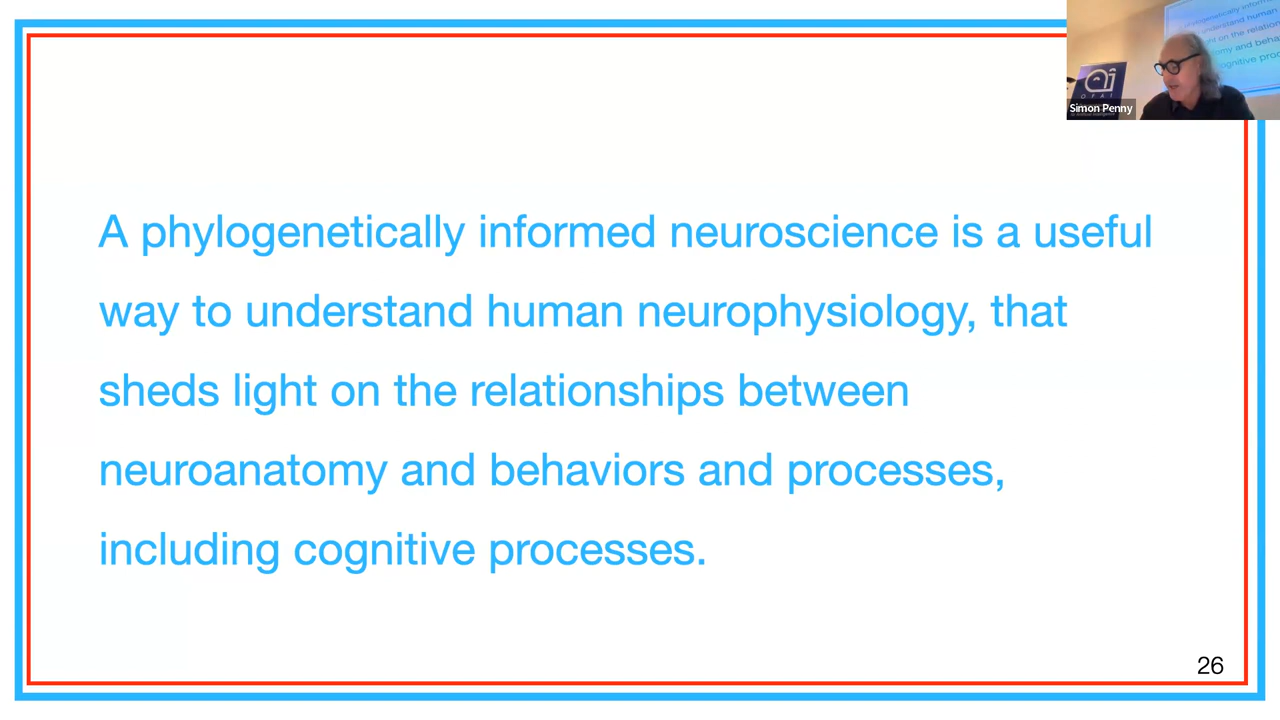 Simon Penny
A phylogenetically informed neuroscience is a useful
way to understand human neurophysiology, that
sheds light on the relationships between
neuroanatomy and behaviors and processes,
including cognitive processes.
26